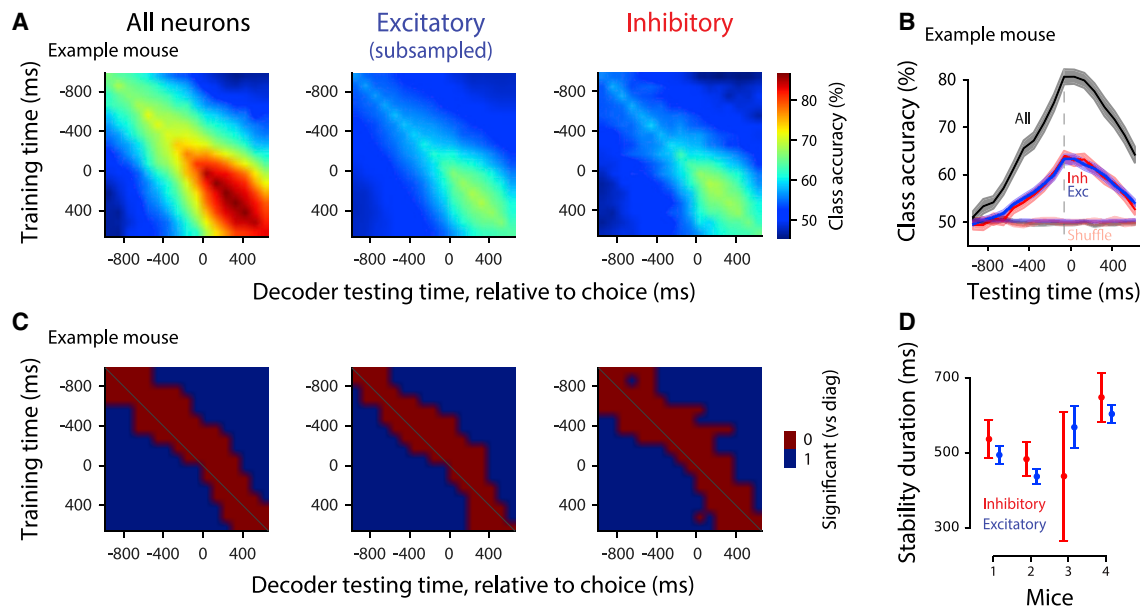 A
All neurons
Excitatory
(subsampled)
Inhibitory
Example mouse
Training time (ms)
-800
-400
0
400
-800 -400 0 400
-800 -400 0 400
-800 -400 0 400
Decoder testing time, relative to choice (ms)
80
70
60
50
Class accuracy (%)
B
Example mouse
Class accuracy (%)
80
70
60
50
All
Inh
Exc
Shuffle
-800 -400 0 400
Testing time (ms)
C
Example mouse
Training time (ms)
-800
-400
0
400
-800 -400 0 400
-800 -400 0 400
-800 -400 0 400
Decoder testing time, relative to choice (ms)
0
1
Significant (vs diag)
D
Stability duration (ms)
700
500
300
Inhibitory
Excitatory
1 2 3 4
Mice